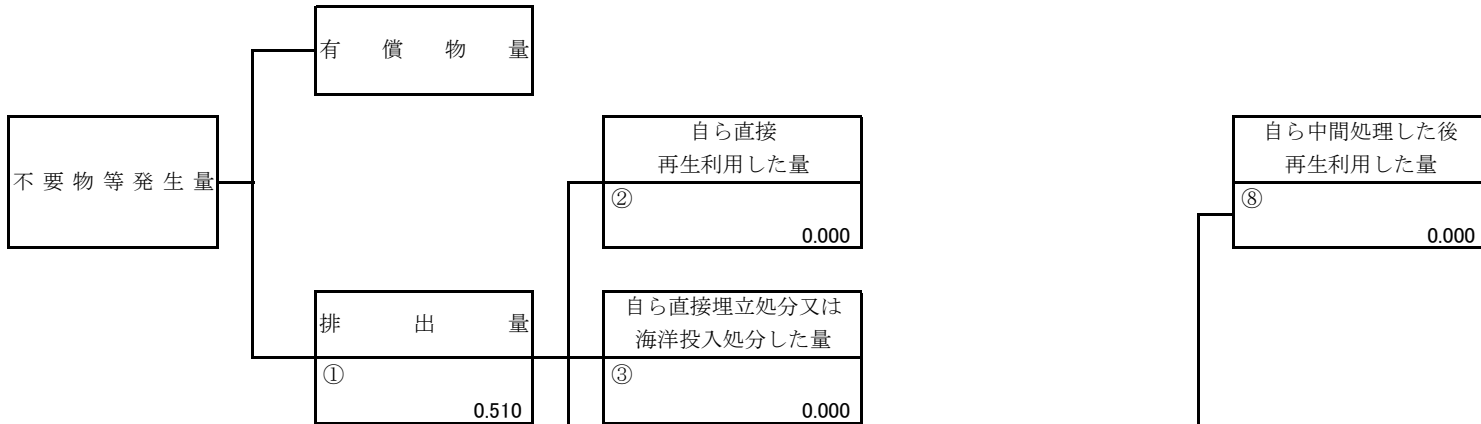 有償物量
不要物等発生量
自ら直接
再生利用した量
②
0.000
自ら中間処理した後
再生利用した量
⑧
0.000
排出量
①
0.510
自ら直接埋立処分又は
海洋投入処分した量
③
0.000